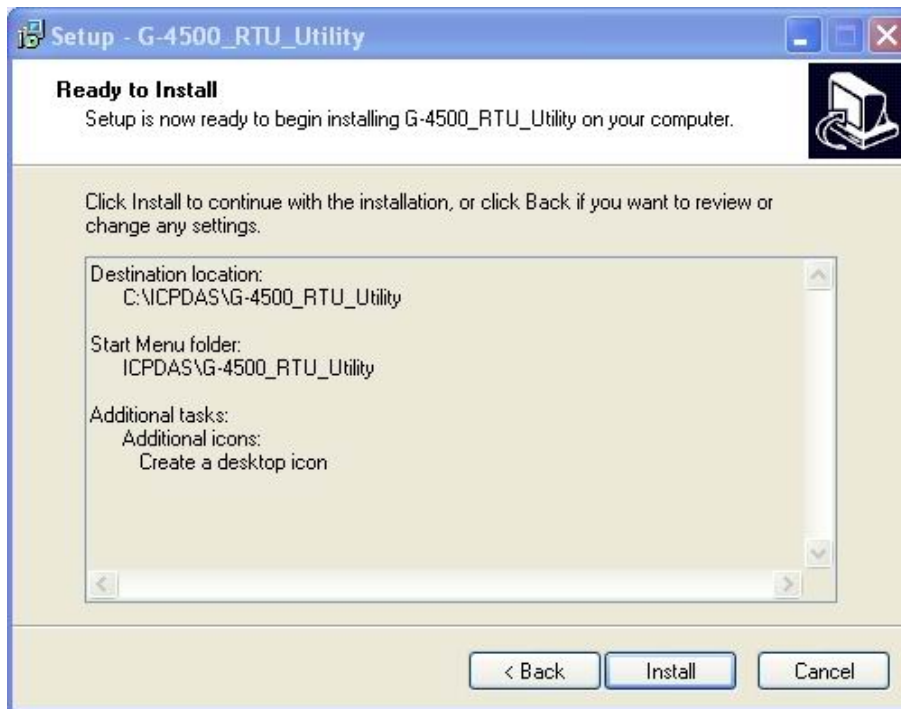 Setup - G-4500_RTU_Utility
Ready to Install
Setup is now ready to begin installing G-4500_RTU_Utility on your computer.
Click Install to continue with the installation, or click Back if you want to review or
change any settings.
Destination location:
C:\ICPDAS\G-4500_RTU_Utility
Start Menu folder:
ICPDAS\G-4500_RTU_Utility
Additional tasks:
Additional icons:
Create a desktop icon
< Back
Install
Cancel